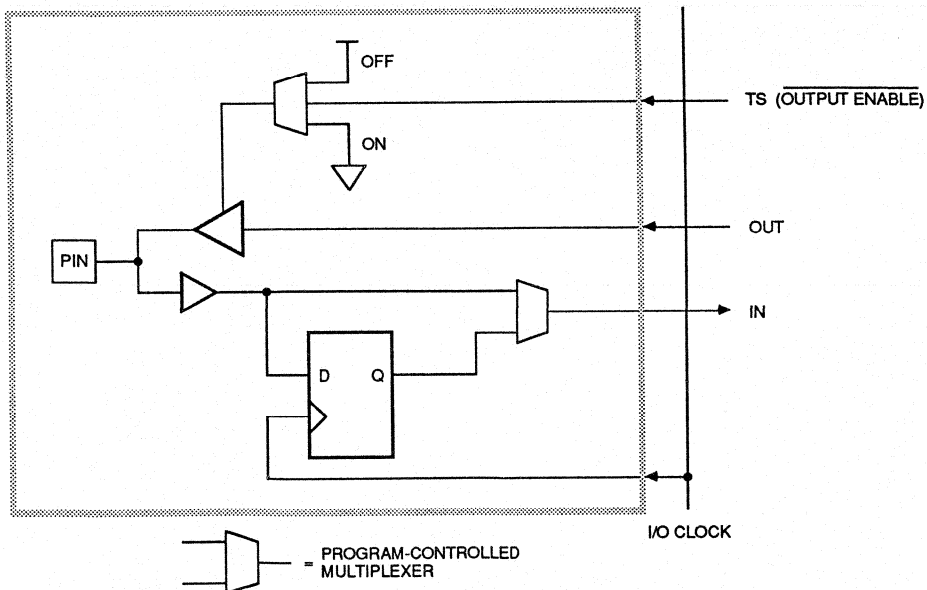 OFF
TS (OUTPUT ENABLE)
ON
OUT
PIN
IN
D Q
I/O CLOCK
= PROGRAM-CONTROLLED
MULTIPLEXER